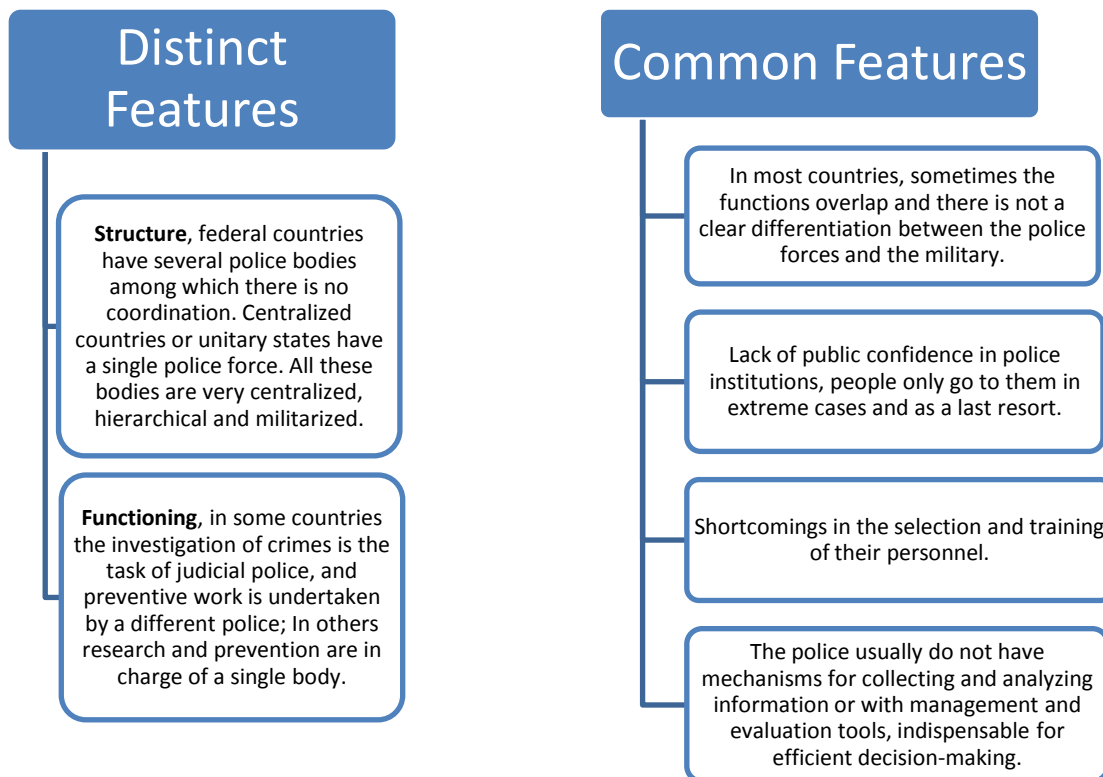 Distinct
Features
Structure, federal countries
have several police bodies
among which there is no
coordination. Centralized
countries or unitary states have
a single police force. All these
bodies are very centralized,
hierarchical and militarized.
Functioning, in some countries
the investigation of crimes is the
task of judicial police, and
preventive work is undertaken
by a different police; In others
research and prevention are in
charge of a single body.
Common Features
In most countries, sometimes the
functions overlap and there is not a
clear differentiation between the police
forces and the military.
Lack of public confidence in police
institutions, people only go to them in
extreme cases and as a last resort.
Shortcomings in the selection and training
of their personnel.
The police usually do not have
mechanisms for collecting and analyzing
information or with management and
evaluation tools, indispensable for
efficient decision-making.